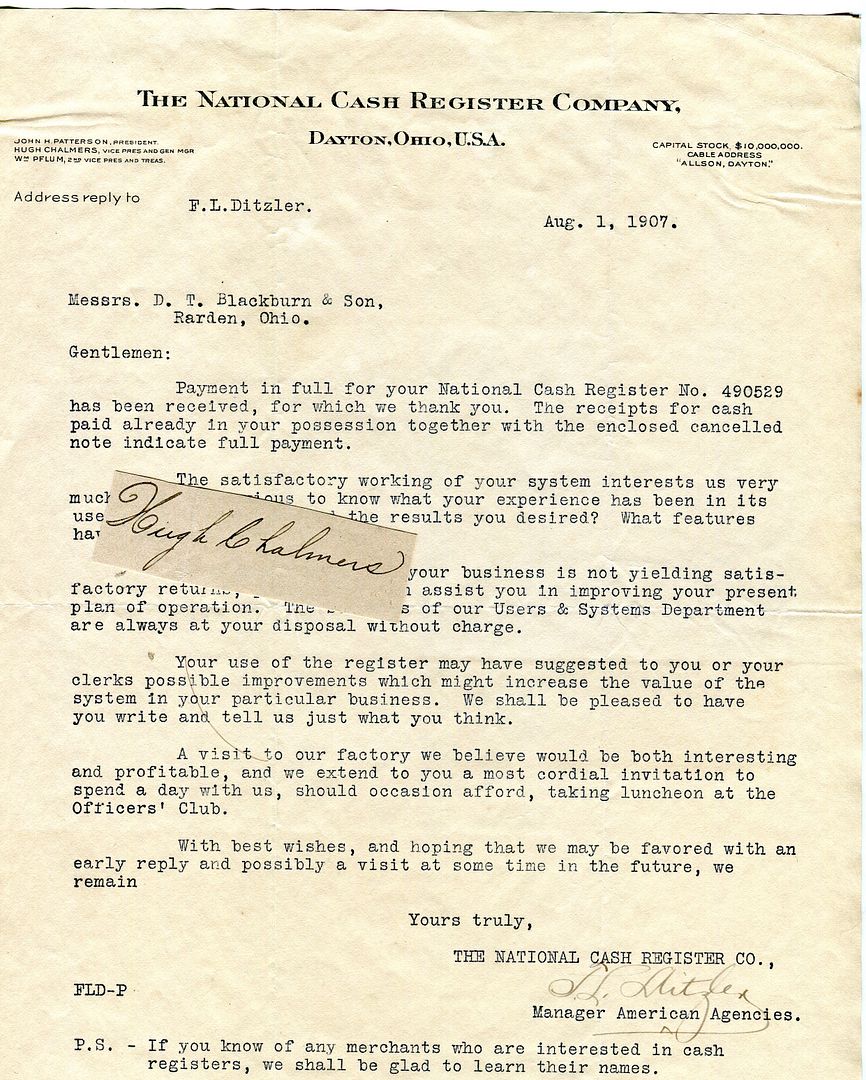 THE NATIONAL CASH REGISTER COMPANY,
DAYTON, OHIO, U.S.A.
JOHN H. PATTERSON, PRESIDENT.
HUGH CHALMERS, VICE PRES AND GEN MGR
Wm PFLUM, 2ND VICE PRES AND TREAS.
CAPITAL STOCK, $10,000,000.
CABLE ADDRESS
"ALLSON, DAYTON."
Address reply to
F.L.Ditzler.
Aug. 1, 1907.
Messrs. D. T. Blackburn & Son,
Rarden, Ohio.
Gentlemen:
Payment in full for your National Cash Register No. 490529
has been received, for which we thank you. The receipts for cash
paid already in your possession together with the enclosed cancelled
note indicate full payment.
The satisfactory working of your system interests us very
much to know what your experience has been in its
use the results you desired? What features
Hugh Chalmers
your business is not yielding satis-
factory assist you in improving your present
plan of operation. The of our Users & Systems Department
are always at your disposal without charge.
Your use of the register may have suggested to you or your
clerks possible improvements which might increase the value of the
system in your particular business. We shall be pleased to have
you write and tell us just what you think.
A visit to our factory we believe would be both interesting
and profitable, and we extend to you a most cordial invitation to
spend a day with us, should occasion afford, taking luncheon at the
Officers' Club.
With best wishes, and hoping that we may be favored with an
early reply and possibly a visit at some time in the future, we
remain
Yours truly,
THE NATIONAL CASH REGISTER CO.,
F. L. Ditzler
FLD-P
Manager American Agencies.
P.S. - If you know of any merchants who are interested in cash
registers, we shall be glad to learn their names.